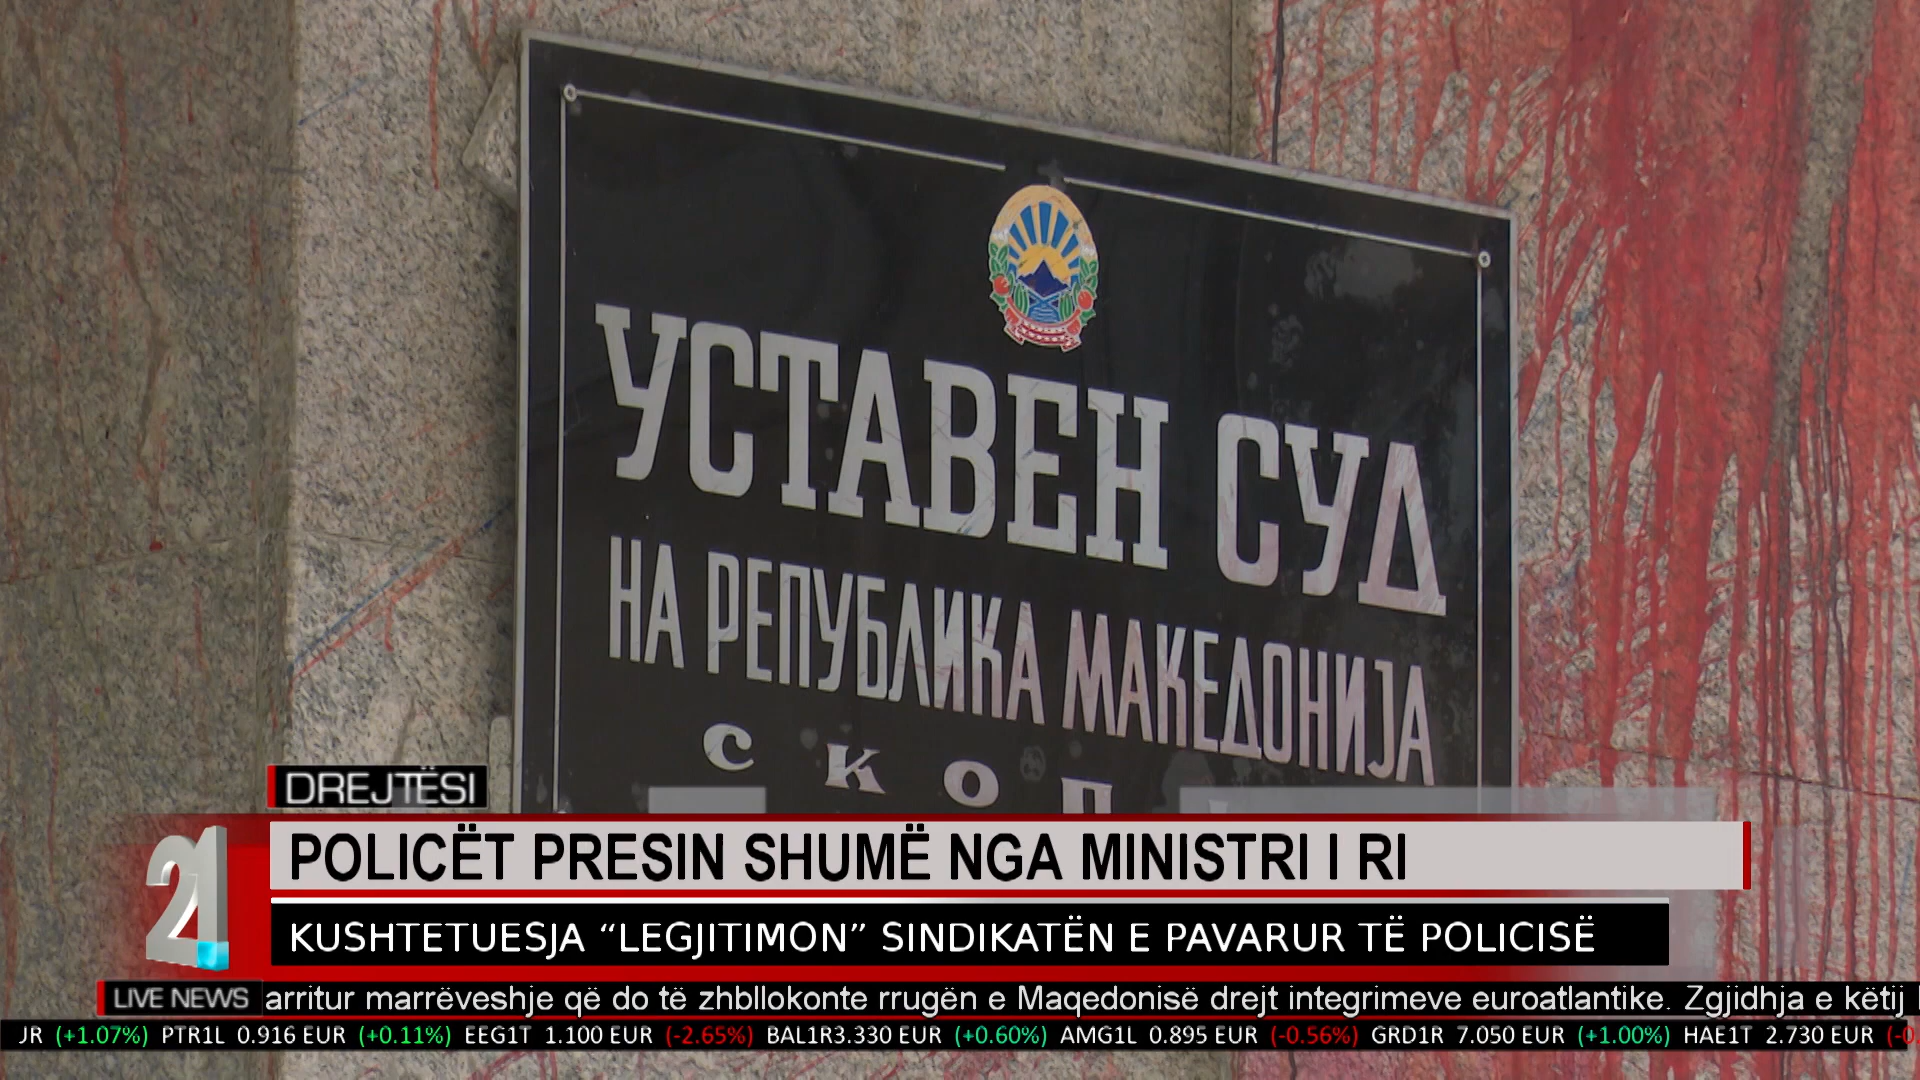 УСТАВЕН СУД
НА РЕПУБЛИКА МАКЕДОНИЈА
СКОП
DREJTËSI
21
POLICËT PRESIN SHUMË NGA MINISTRI I RI
KUSHTETUESJA “LEGJITIMON” SINDIKATËN E PAVARUR TË POLICISË
LIVE NEWS arritur marrëveshje që do të zhbllokonte rrugën e Maqedonisë drejt integrimeve euroatlantike. Zgjidhja e këtij
JR (+1.07%) PTR1L 0.916 EUR (+0.11%) EEG1T 1.100 EUR (-2.65%) BAL1R3.330 EUR (+0.60%) AMG1L 0.895 EUR (-0.56%) GRD1R 7.050 EUR (+1.00%) HAE1T 2.730 EUR (-0.